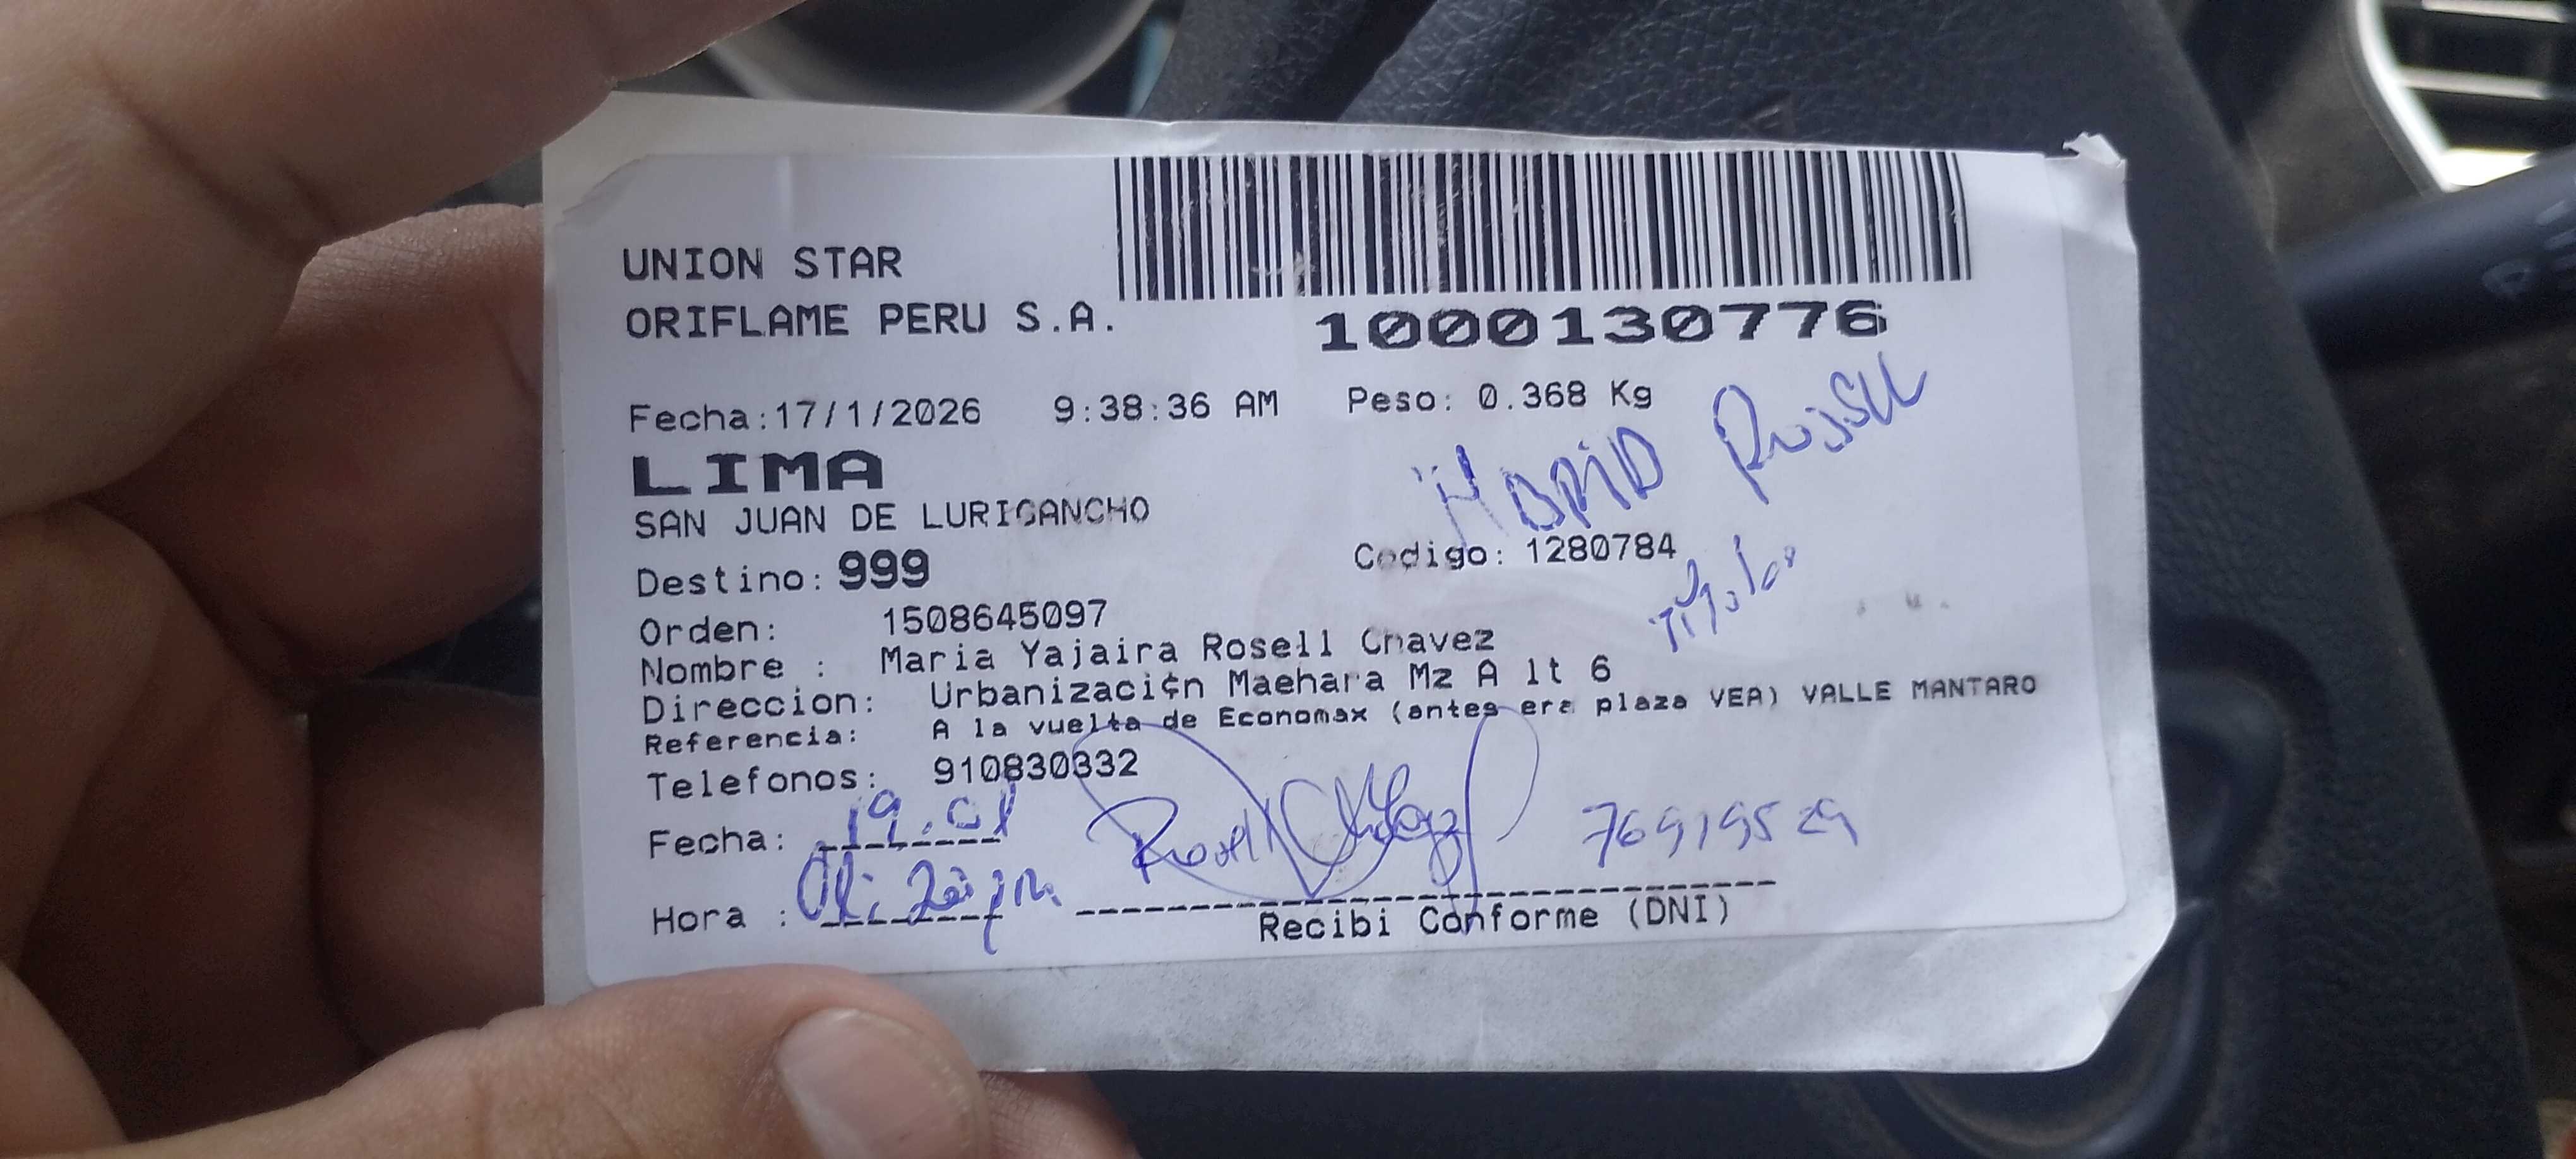 UNION STAR
ORIFLAME PERU S.A.
1000130776
Fecha:17/1/2026 9:38:36 AM Peso: 0.368 Kg
LIMA
SAN JUAN DE LURIGANCHO
Destino: 999 Codigo: 1280784
Titular
Orden: 1508645097
Nombre : Maria Yajaira Rosell Chavez
Direccion: Urbanizaci¢n Maehara Mz A lt 6
Referencia: A la vuelta de Economax (antes era plaza VEA) VALLE MANTARO
Telefonos: 910830332
Fecha: 19.01
Hora :
Recibi Conforme (DNI)